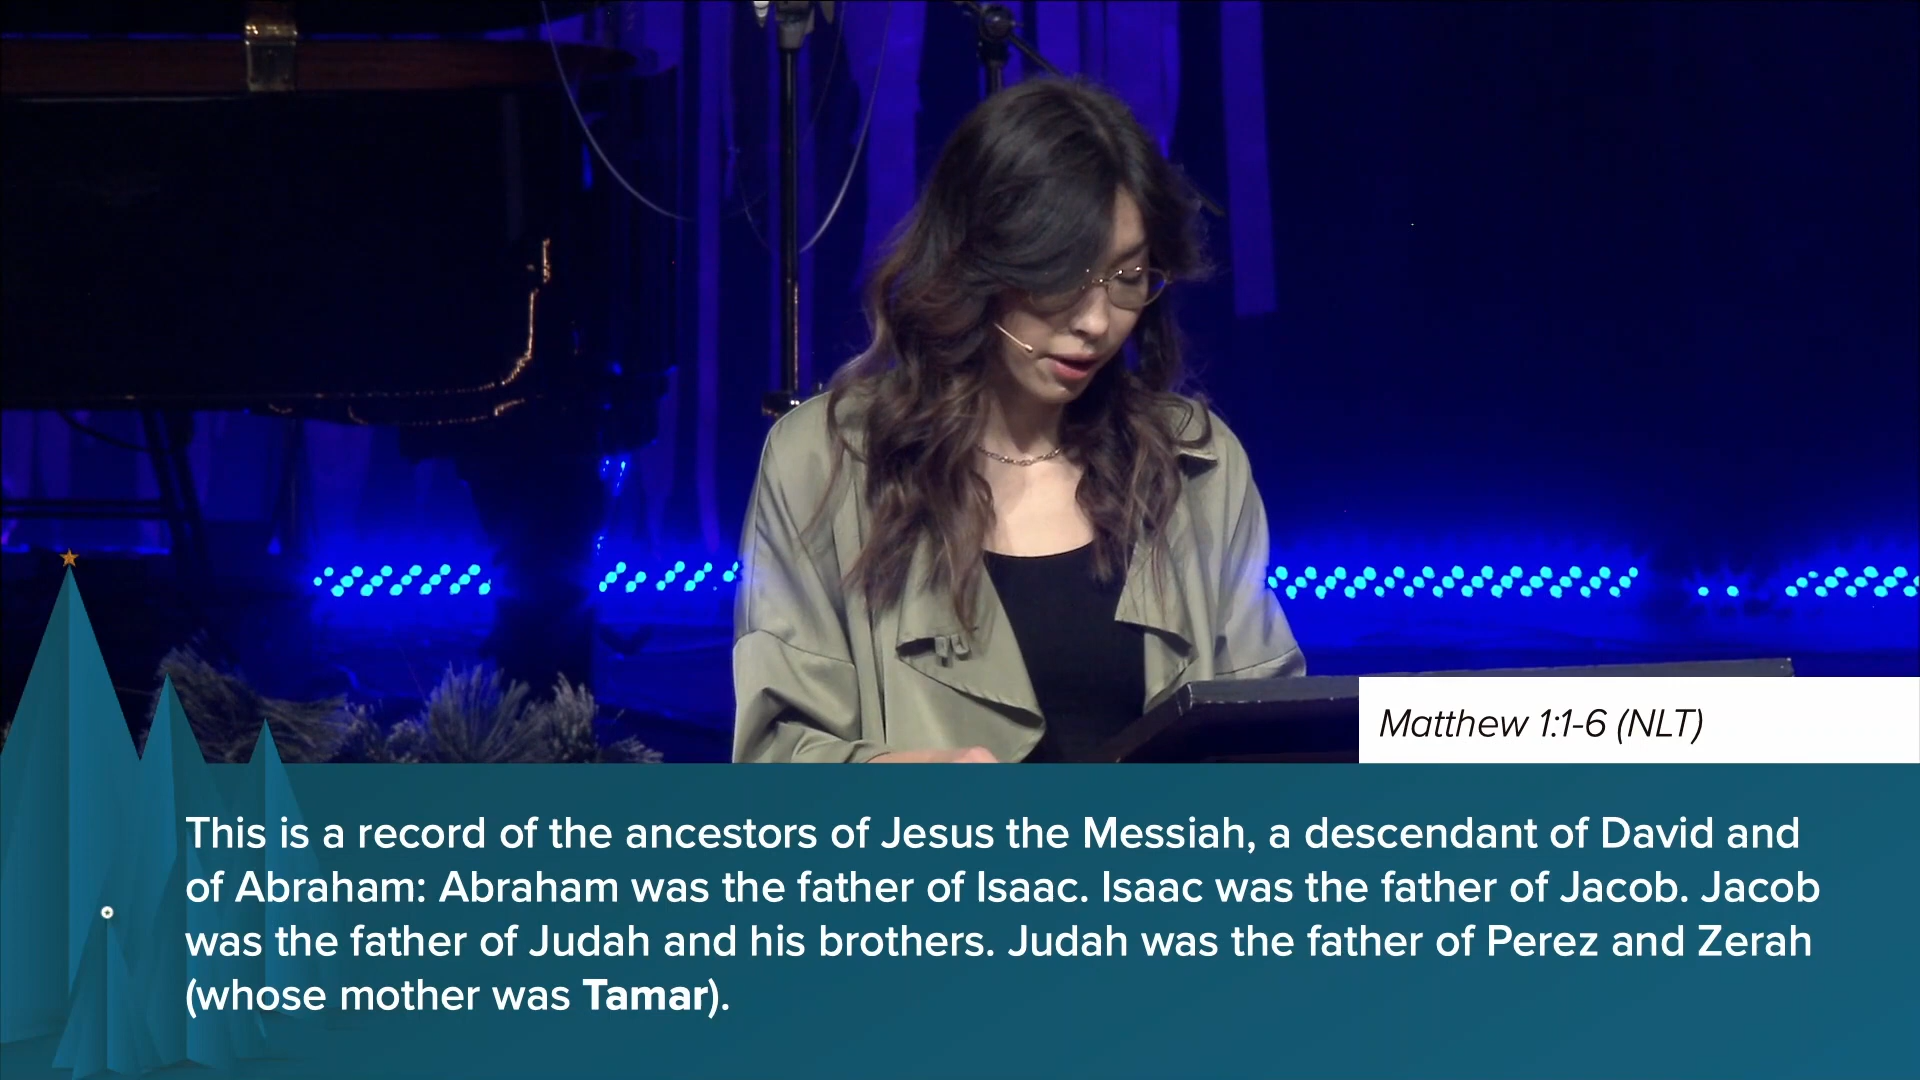 Matthew 1:1-6 (NLT)
This is a record of the ancestors of Jesus the Messiah, a descendant of David and
of Abraham: Abraham was the father of Isaac. Isaac was the father of Jacob. Jacob
was the father of Judah and his brothers. Judah was the father of Perez and Zerah
(whose mother was Tamar).